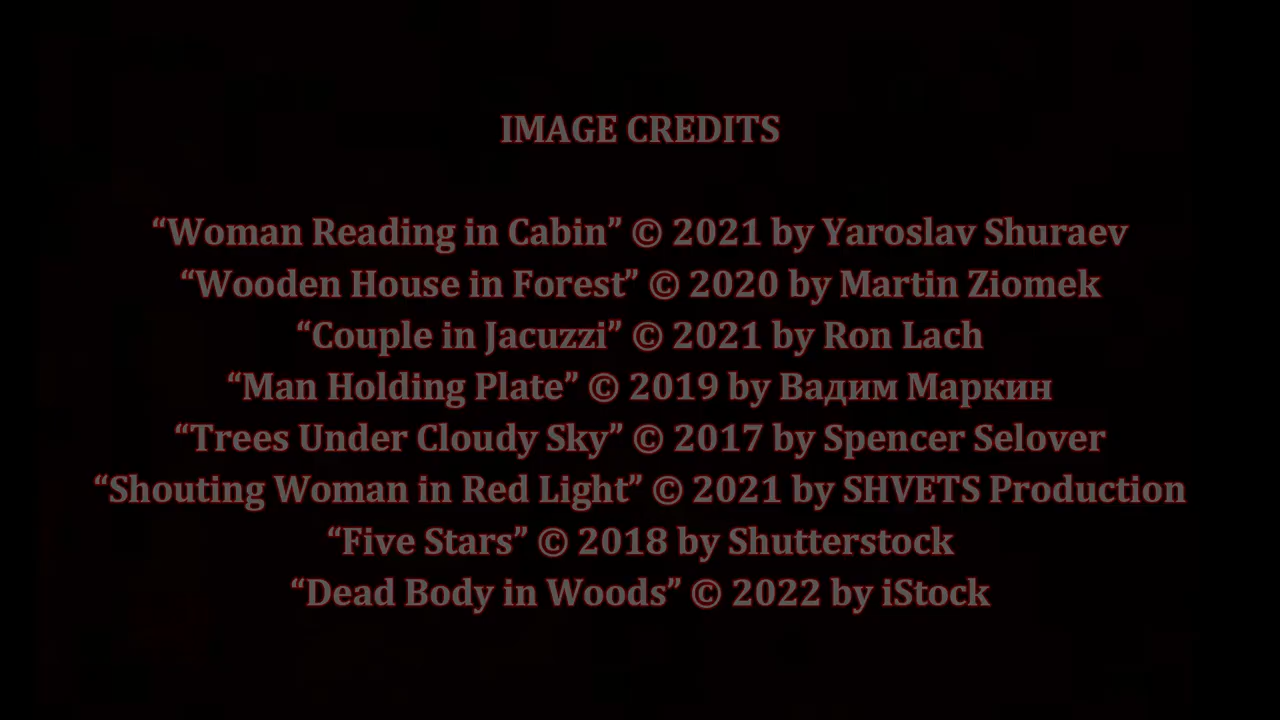 IMAGE CREDITS
“Woman Reading in Cabin” © 2021 by Yaroslav Shuraev
“Wooden House in Forest” © 2020 by Martin Ziomek
“Couple in Jacuzzi” © 2021 by Ron Lach
“Man Holding Plate” © 2019 by Вадим Маркин
“Trees Under Cloudy Sky” © 2017 by Spencer Selover
“Shouting Woman in Red Light” © 2021 by SHVETS Production
“Five Stars” © 2018 by Shutterstock
“Dead Body in Woods” © 2022 by iStock